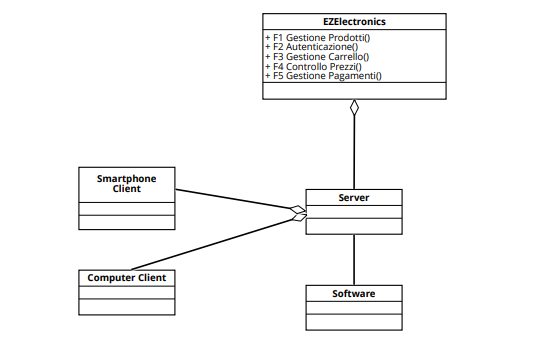 EZElectronics
+ F1 Gestione Prodotti()
+ F2 Autenticazione()
+ F3 Gestione Carrello()
+ F4 Controllo Prezzi()
+ F5 Gestione Pagamenti()
Smartphone
Client
Server
Computer Client
Software